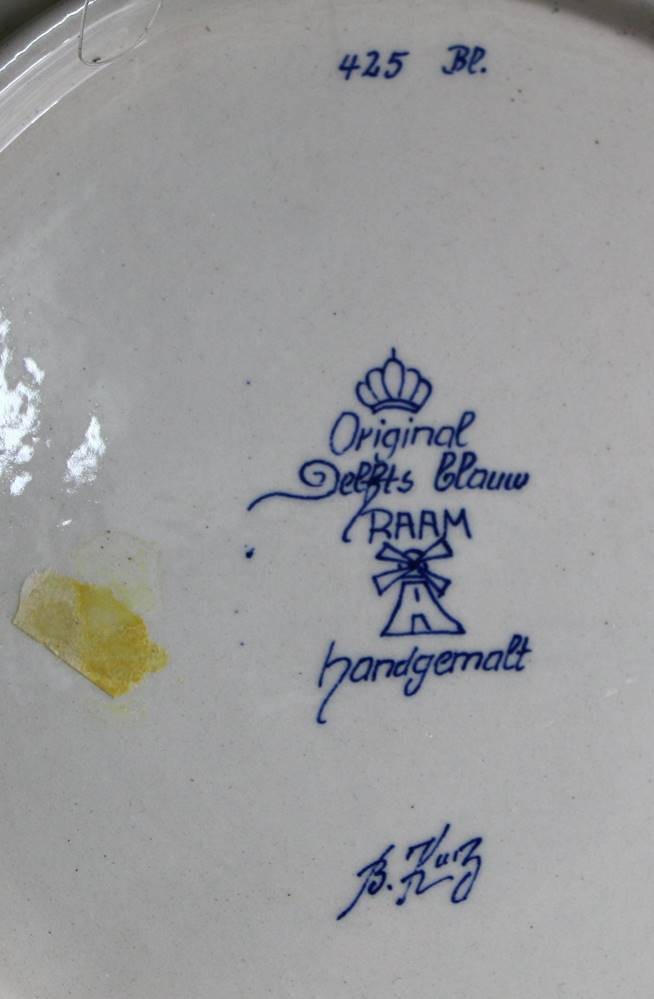 425 Bl.
Original
Delfts blauw
RAAM
handgemalt
B.